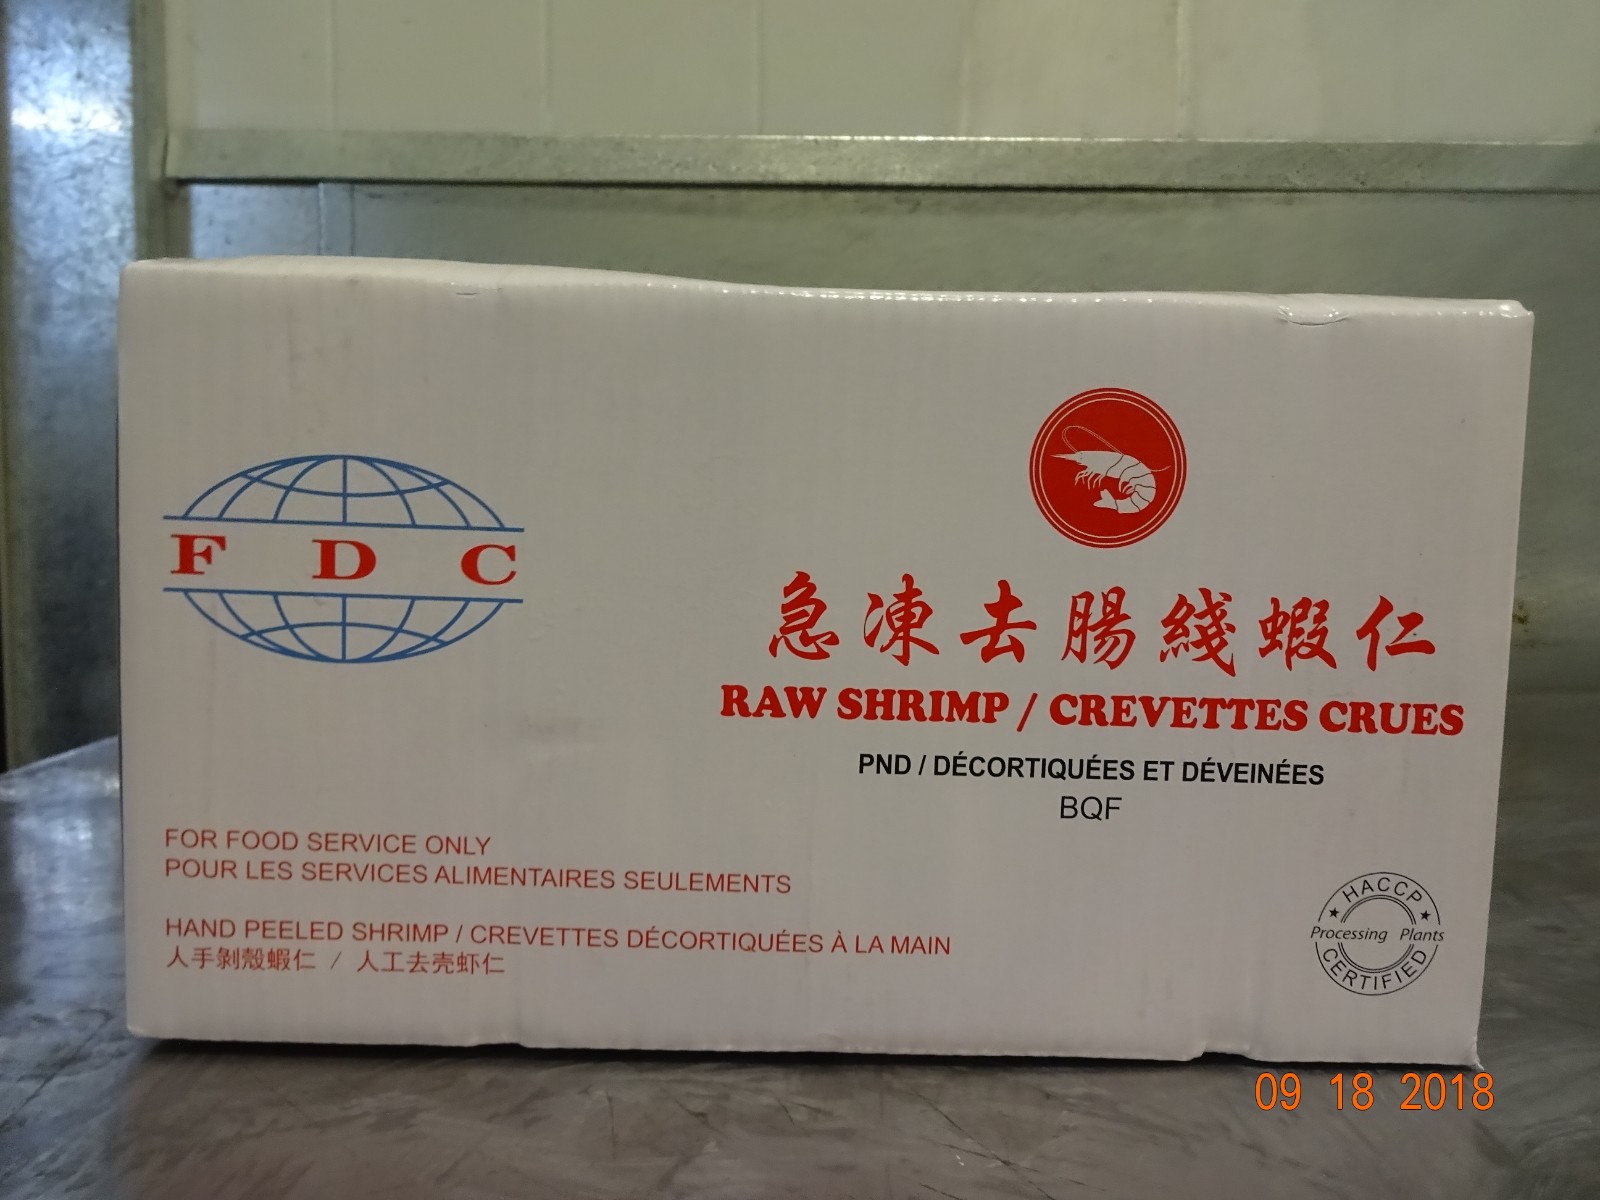 F D C
急凍去腸綫蝦仁
RAW SHRIMP / CREVETTES CRUES
PND / DÉCORTIQUÉES ET DÉVEINÉES
BQF
FOR FOOD SERVICE ONLY
POUR LES SERVICES ALIMENTAIRES SEULEMENTS
HAND PEELED SHRIMP / CREVETTES DÉCORTIQUÉES À LA MAIN
人手剝殼蝦仁 / 人工去壳虾仁
HACCP
Processing Plants
CERTIFIED
09 18 2018